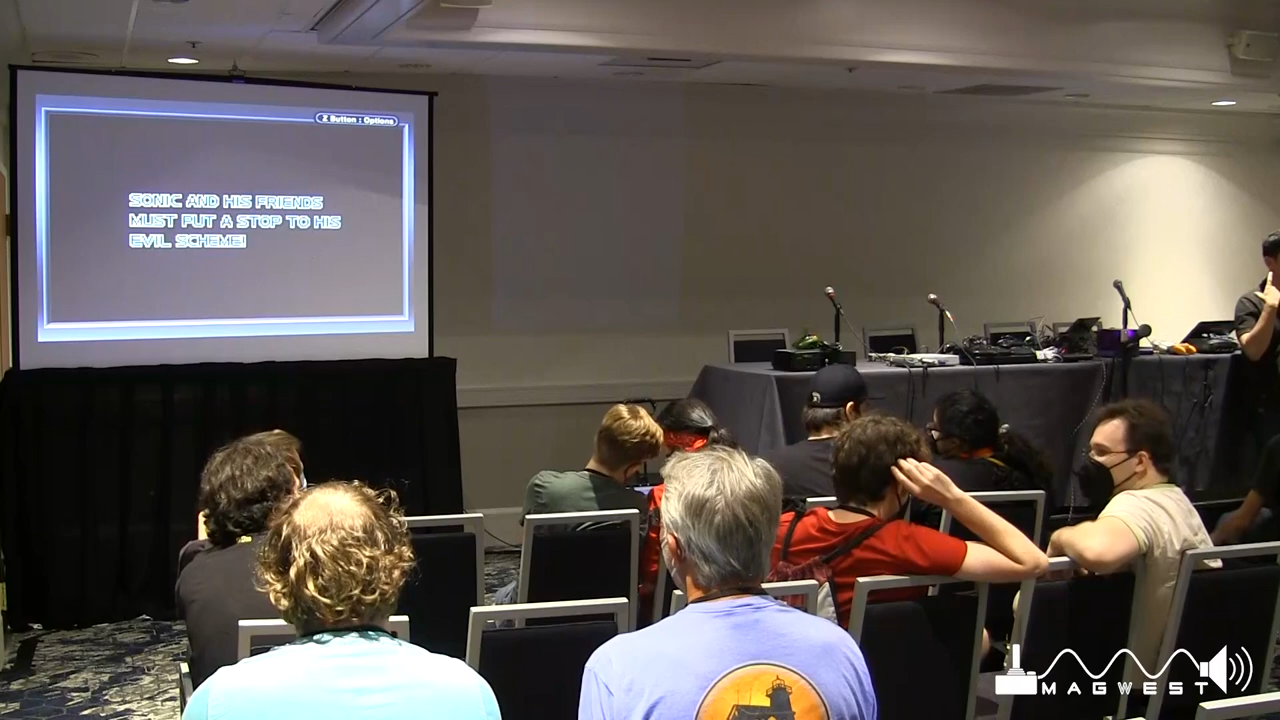 Z Button : Options
SONIC AND HIS FRIENDS
MUST PUT A STOP TO HIS
EVIL SCHEME!
MAGWEST